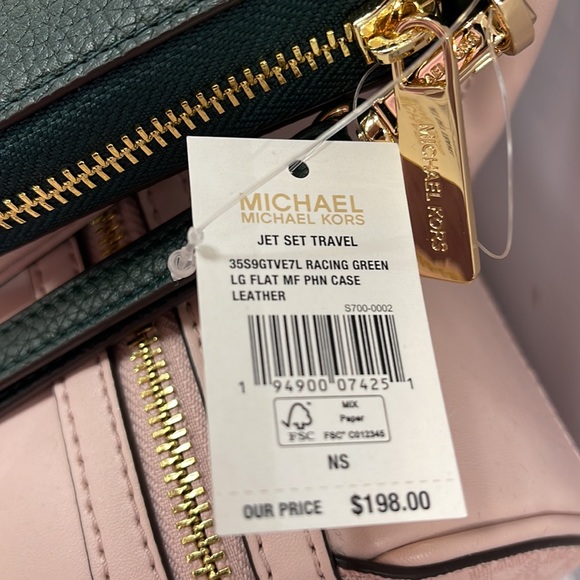 MICHAEL KORS
MICHAEL
MICHAEL KORS
JET SET TRAVEL
35S9GTVE7L RACING GREEN
LG FLAT MF PHN CASE
LEATHER
S700-0002
1 94900 07425 1
MIX
Paper
FSC
FSC® C012345
NS
OUR PRICE $198.00